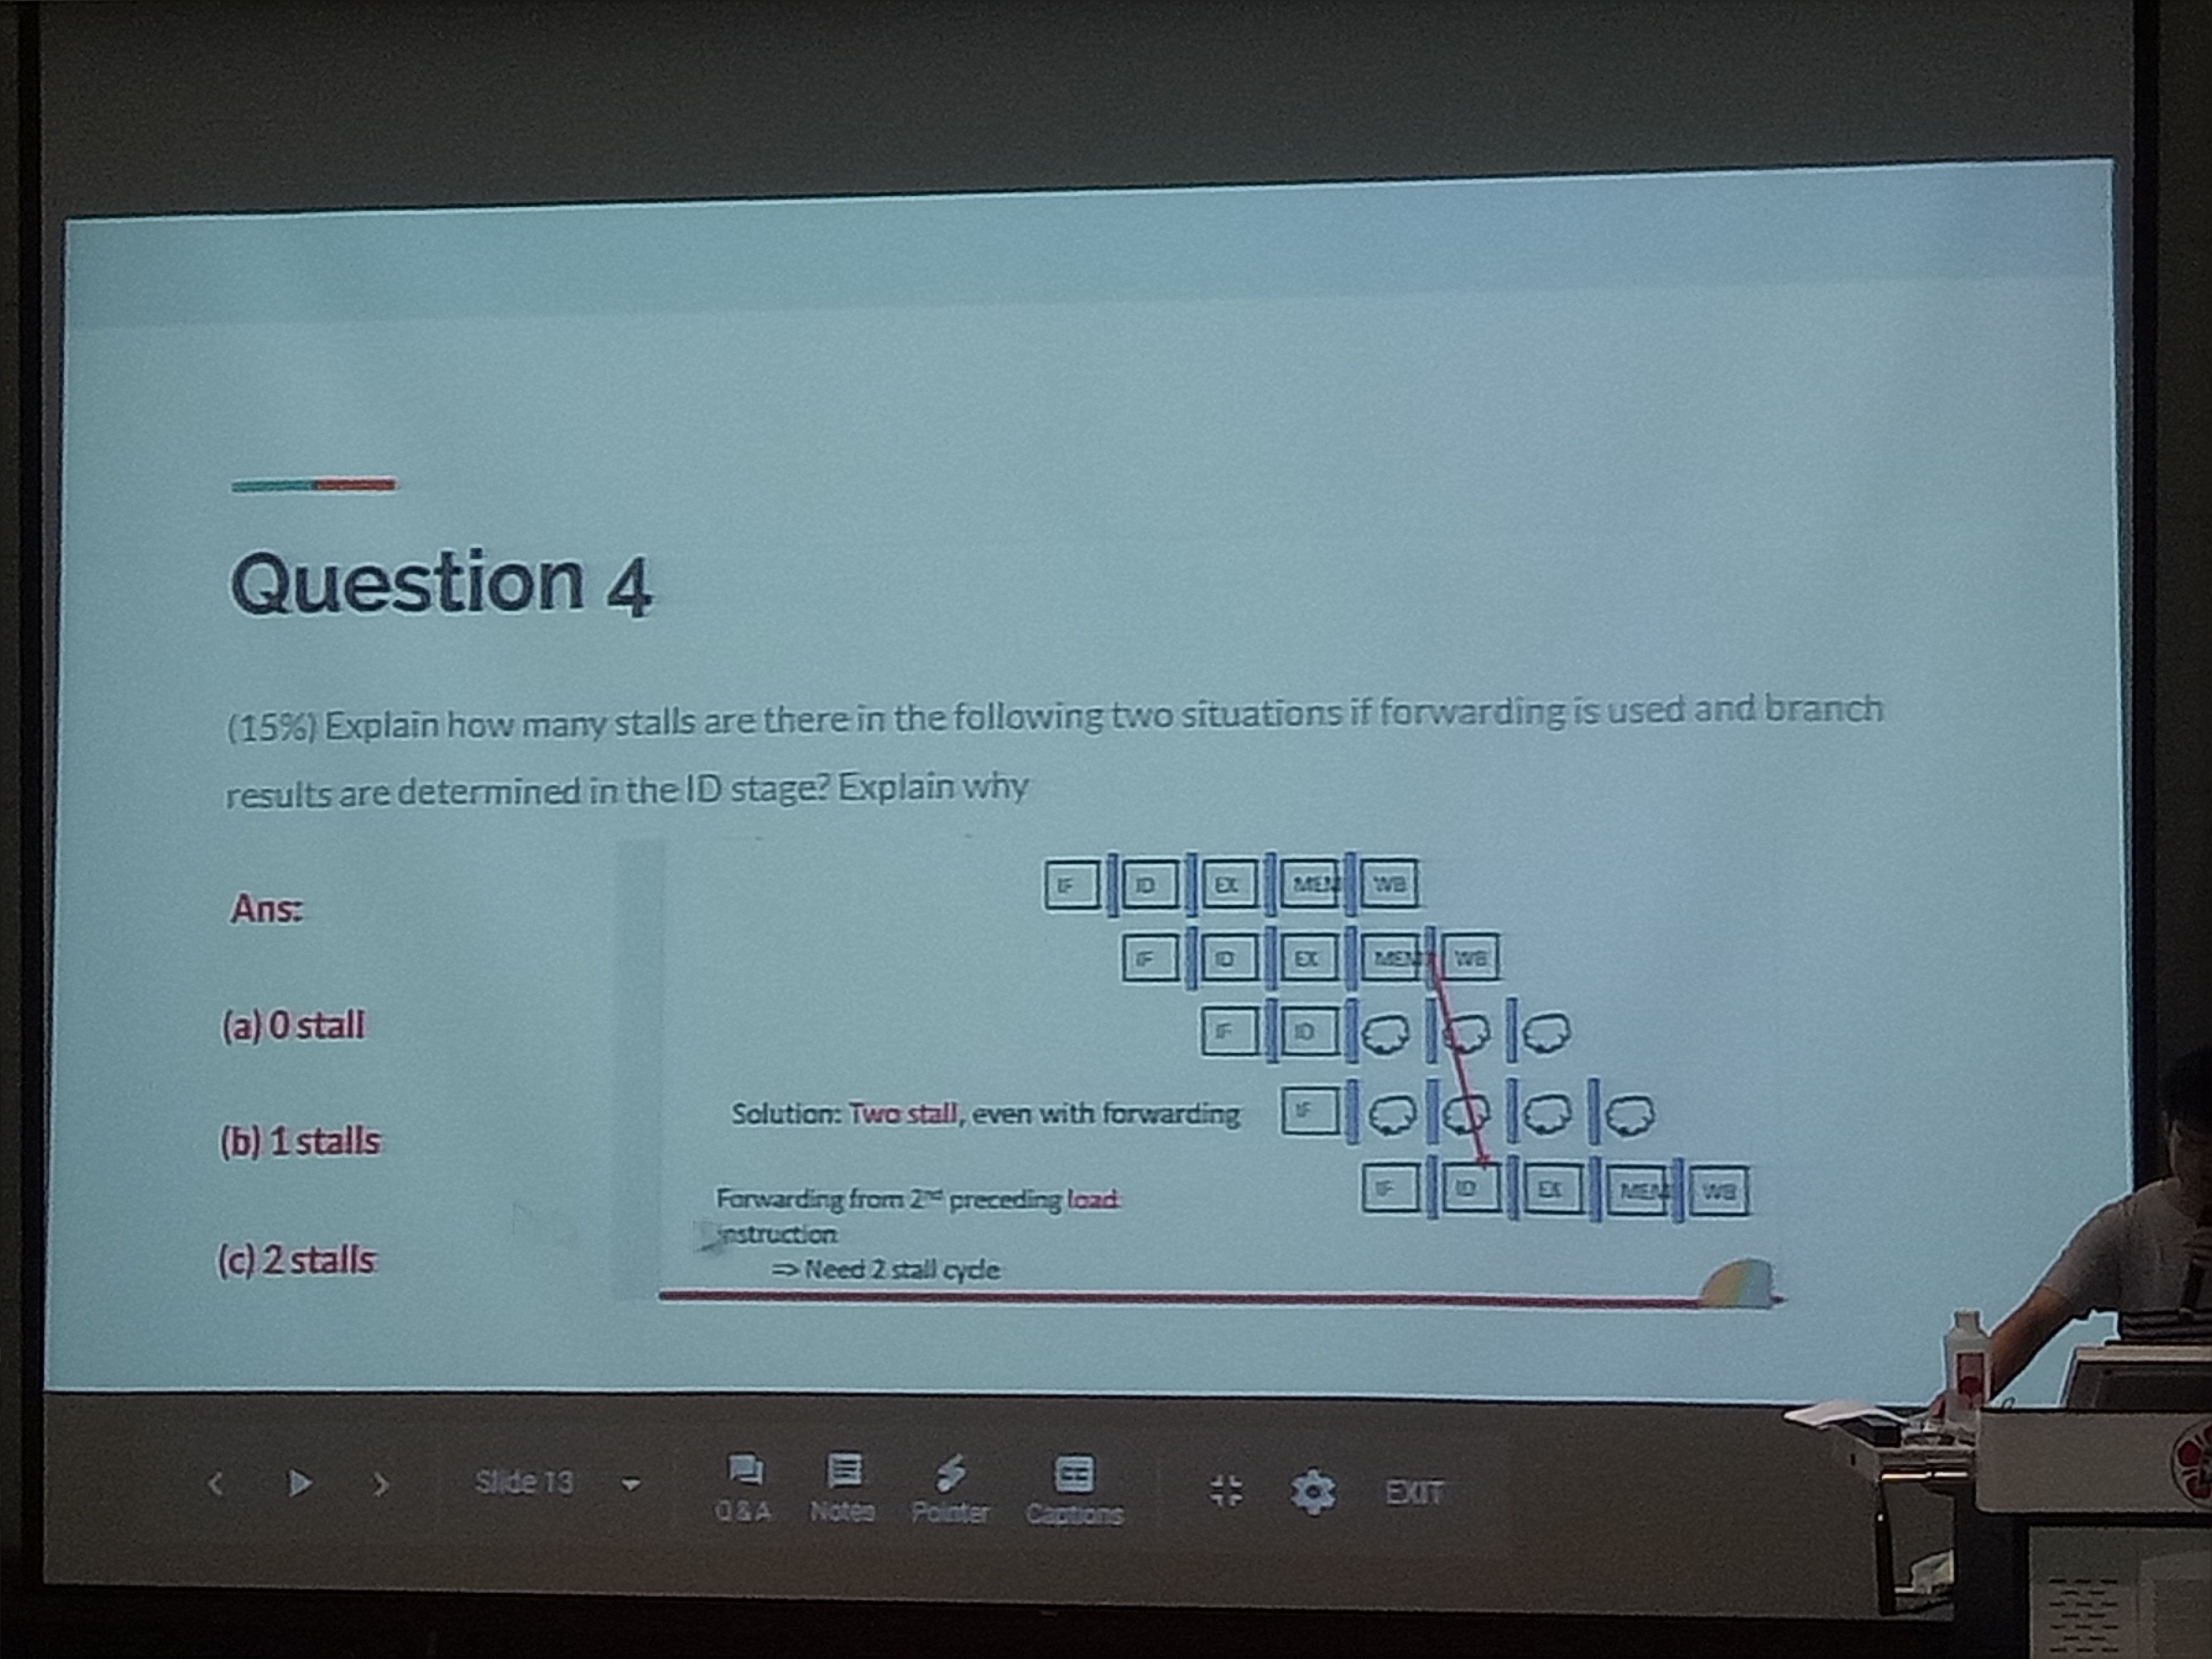 Question 4
(15%) Explain how many stalls are there in the following two situations if forwarding is used and branch
results are determined in the ID stage? Explain why
Ans:
(a) 0 stall
(b) 1 stalls
(c) 2 stalls
IF ID EX MEM WB
IF ID EX MEM WB
IF ID
Solution: Two stall, even with forwarding IF
Forwarding from 2nd preceding load
instruction
=> Need 2 stall cycle
IF ID EX MEM WB
Slide 13
Q & A Notes Pointer Captions EXIT